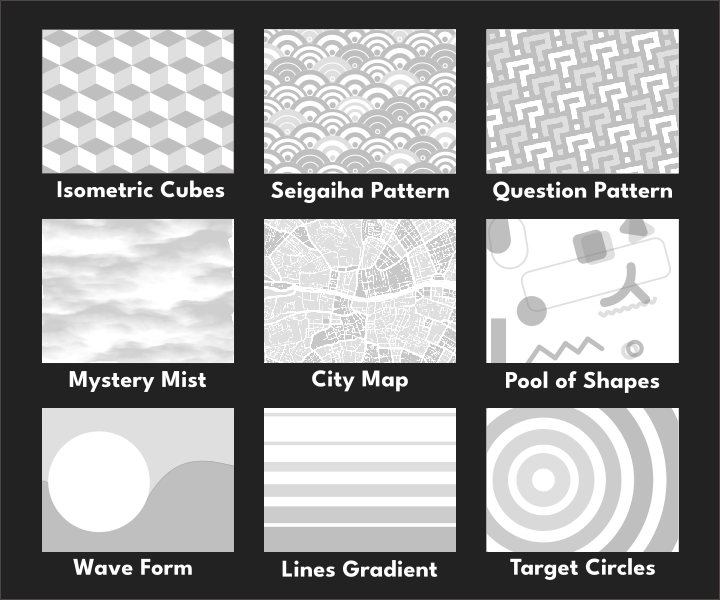 Isometric Cubes
Seigaiha Pattern
Question Pattern
Mystery Mist
City Map
Pool of Shapes
Wave Form
Lines Gradient
Target Circles